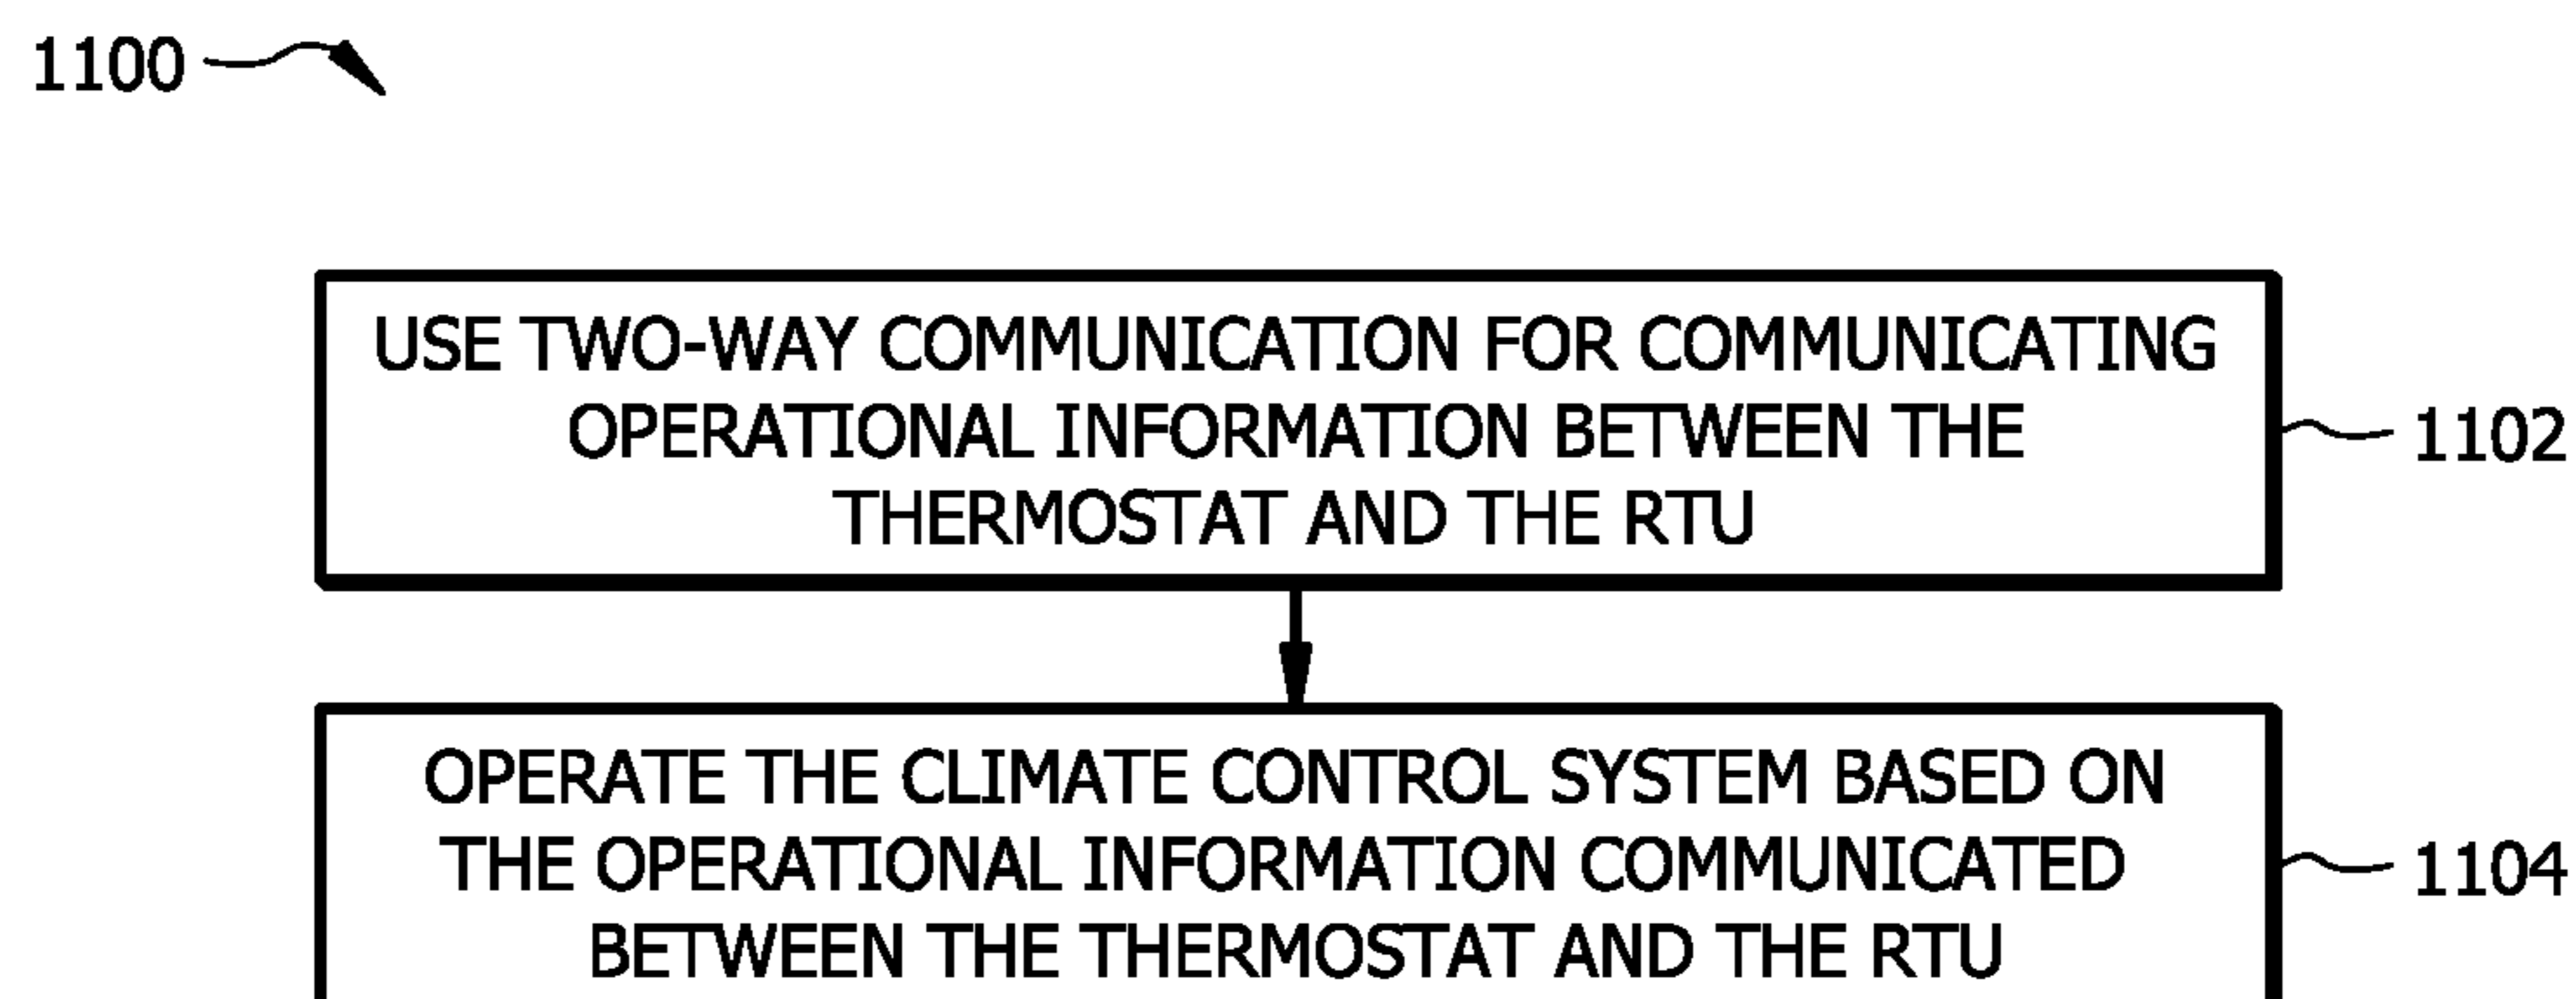 1100
USE TWO-WAY COMMUNICATION FOR COMMUNICATING
OPERATIONAL INFORMATION BETWEEN THE
THERMOSTAT AND THE RTU
1102
OPERATE THE CLIMATE CONTROL SYSTEM BASED ON
THE OPERATIONAL INFORMATION COMMUNICATED
BETWEEN THE THERMOSTAT AND THE RTU
1104